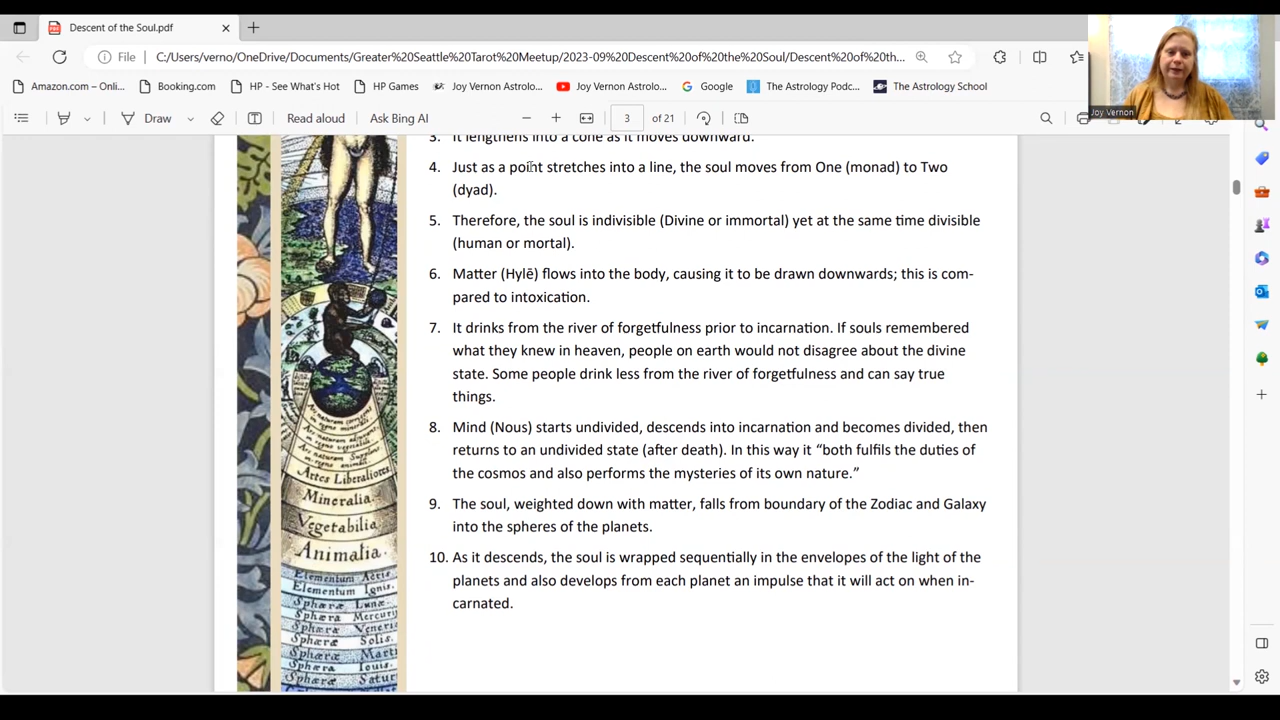 Descent of the Soul.pdf
File
C:/Users/verno/OneDrive/Documents/Greater%20Seattle%20Tarot%20Meetup/2023-09%20Descent%20of%20the%20Soul/Descent%20of%20th...
Amazon.com – Onli...
Booking.com
HP - See What's Hot
HP Games
Joy Vernon Astrolo...
Joy Vernon Astrolo...
Google
The Astrology Podc...
The Astrology School
Joy Vernon
Draw
Read aloud
Ask Bing AI
3
of 21
3. It lengthens into a cone as it moves downward.
4. Just as a point stretches into a line, the soul moves from One (monad) to Two
(dyad).
5. Therefore, the soul is indivisible (Divine or immortal) yet at the same time divisible
(human or mortal).
6. Matter (Hylē) flows into the body, causing it to be drawn downwards; this is com-
pared to intoxication.
7. It drinks from the river of forgetfulness prior to incarnation. If souls remembered
what they knew in heaven, people on earth would not disagree about the divine
state. Some people drink less from the river of forgetfulness and can say true
things.
8. Mind (Nous) starts undivided, descends into incarnation and becomes divided, then
returns to an undivided state (after death). In this way it “both fulfils the duties of
the cosmos and also performs the mysteries of its own nature.”
9. The soul, weighted down with matter, falls from boundary of the Zodiac and Galaxy
into the spheres of the planets.
10. As it descends, the soul is wrapped sequentially in the envelopes of the light of the
planets and also develops from each planet an impulse that it will act on when in-
carnated.
Artes Liberaliores
Mineralia
Vegetabilia
Animalia.
Elementum Aeris
Elementum Ignis.
Sphæra Lunæ
Sphæra Mercurij
Sphæræ Veneris
Sphæræ Solis.
Sphæræ Marti
Sphæra Iouis
Sphæræ Satur